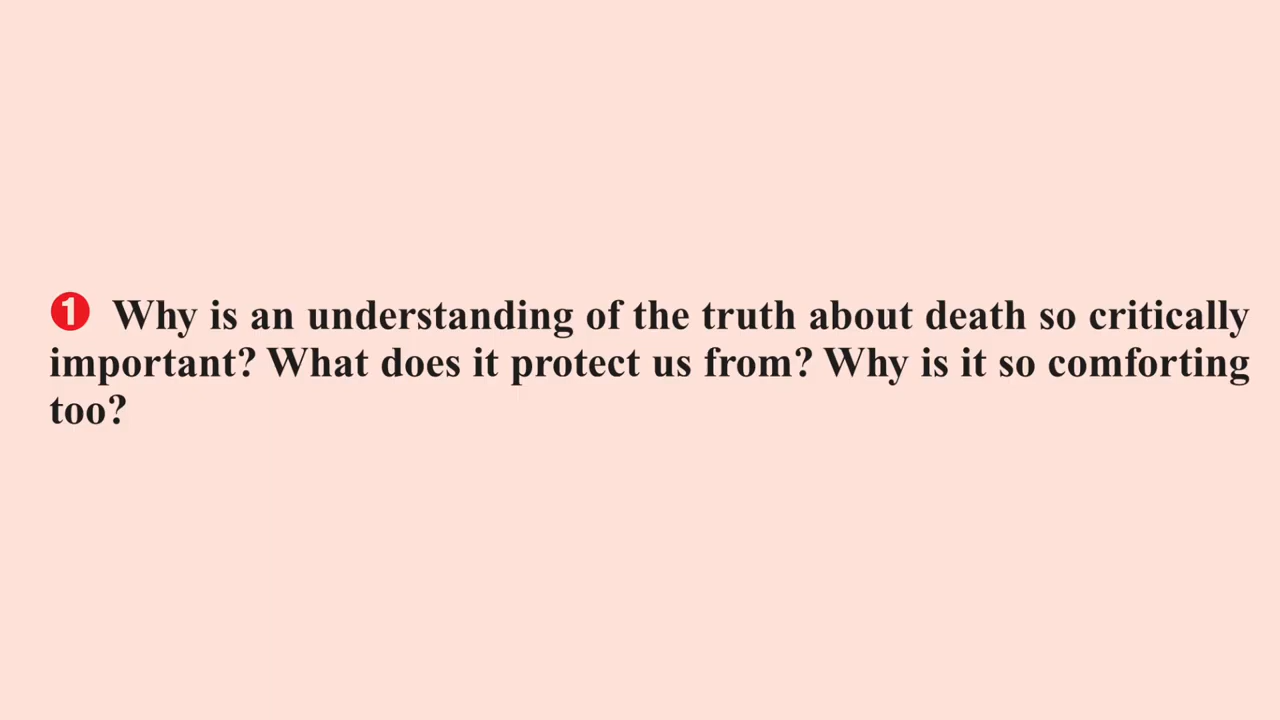 1 Why is an understanding of the truth about death so critically
important? What does it protect us from? Why is it so comforting
too?